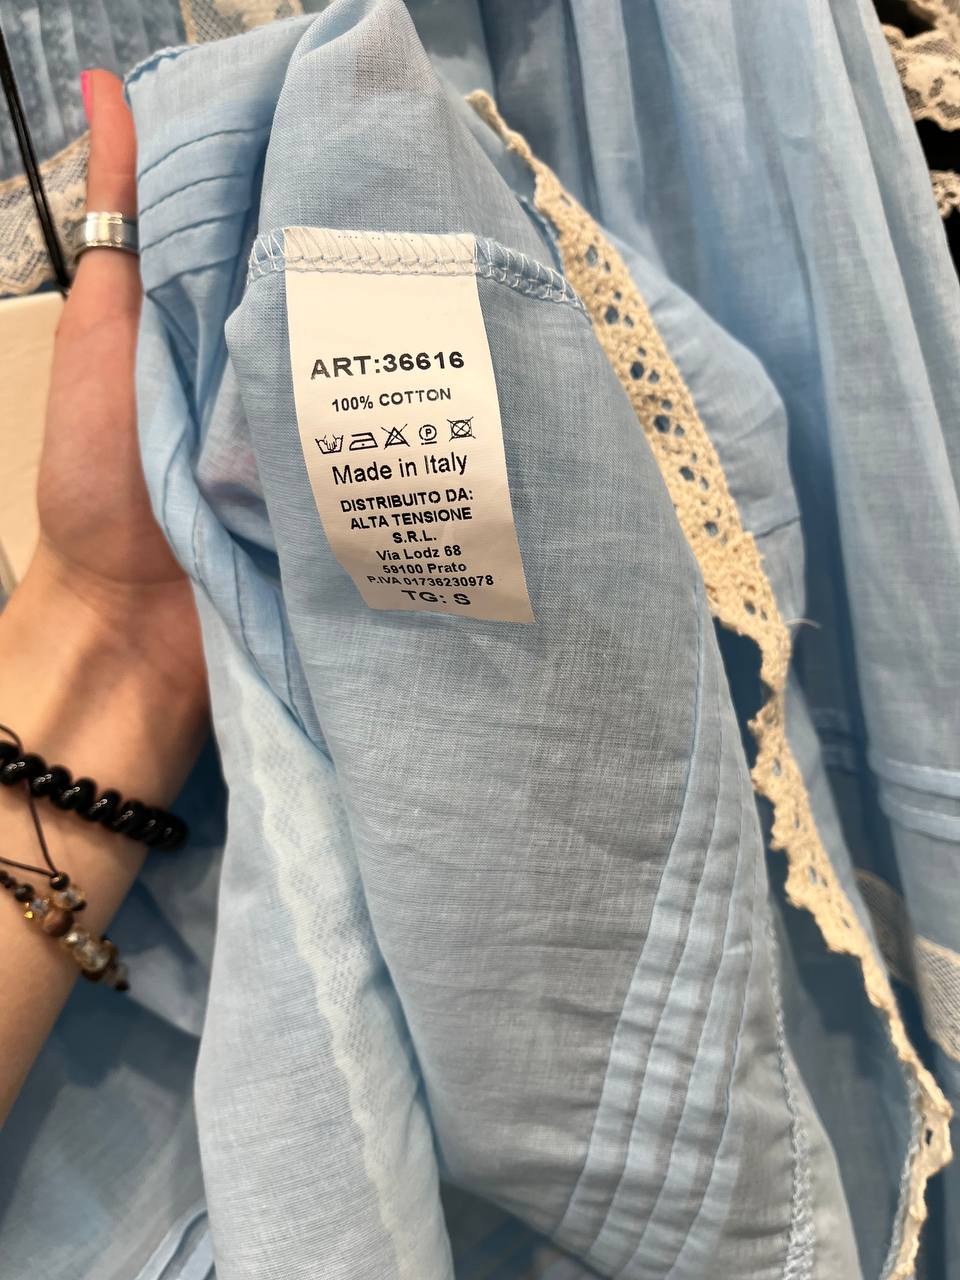 ART:36616
100% COTTON
P
Made in Italy
DISTRIBUITO DA:
ALTA TENSIONE
S.R.L.
Via Lodz 68
59100 Prato
P.IVA 01736230978
TG: S